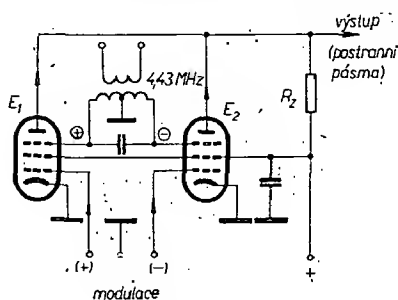 výstup
(postranní
pásma)
4,43 MHz
E1
E2
Rz
⊕
⊖
(+)
(−)
+
modulace